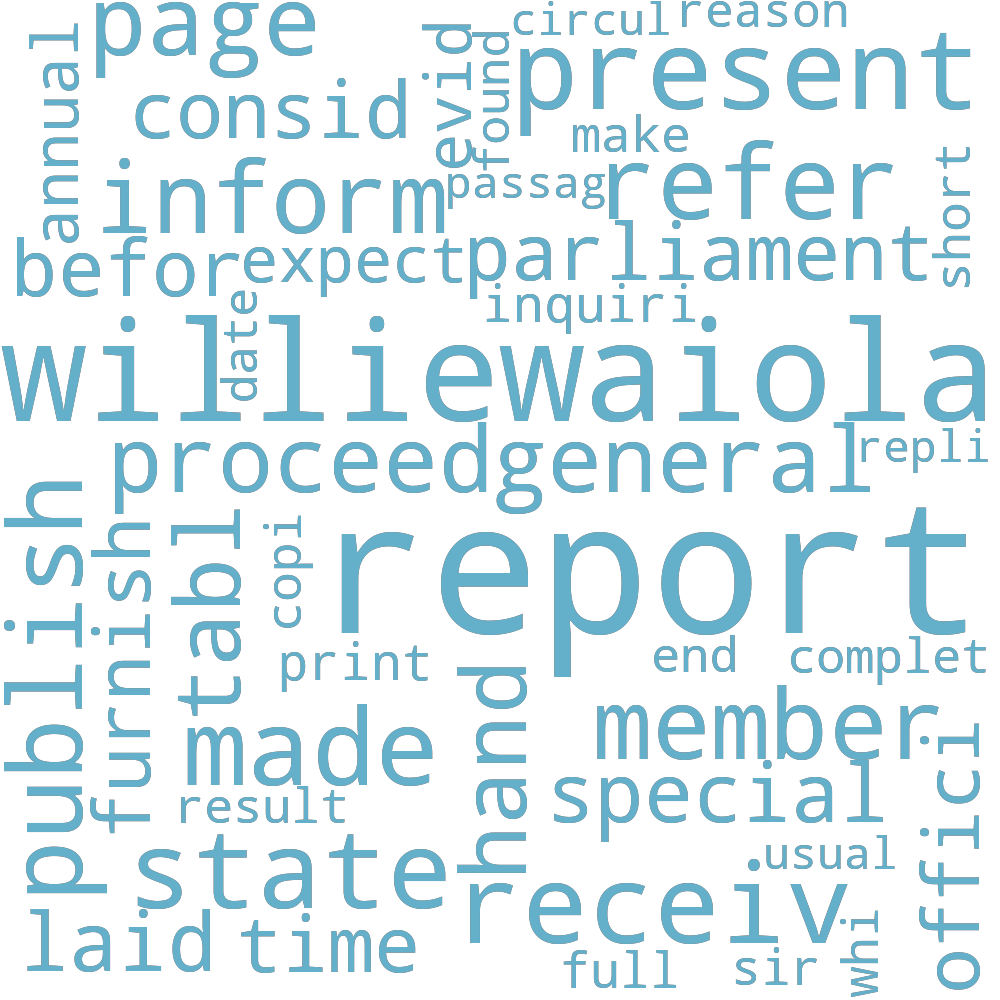 page
circul
reason
annual
evid
found
present
consid
make
inform
passag
refer
short
befor
expect
parliament
date
inquiri
williewaiola
proceed
general
repli
publish
furnish
tabl
copi
report
print
end
complet
hand
made
member
result
special
offici
state
usual
receiv
laid
time
full
sir
whi